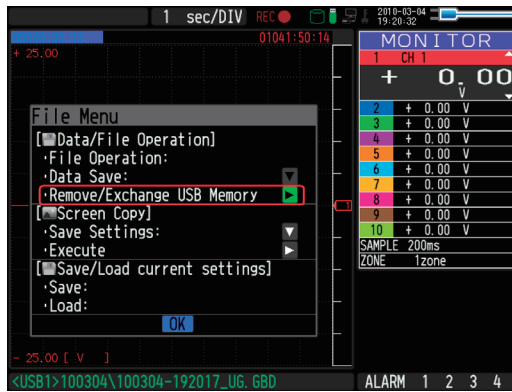 1 sec/DIV REC 2010-03-04
19:20:32
01041:50:14
+ 25.00
MONITOR
1 CH 1
+ 0.00
V
File Menu
[Data/File Operation]
・File Operation:
・Data Save:
・Remove/Exchange USB Memory
[Screen Copy]
・Save Settings:
・Execute
[Save/Load current settings]
・Save:
・Load:
OK
2 + 0.00 V
3 + 0.00 V
4 + 0.00 V
5 + 0.00 V
6 + 0.00 V
7 + 0.00 V
8 + 0.00 V
9 + 0.00 V
10 + 0.00 V
SAMPLE 200ms
ZONE 1zone
1
- 25.00 [ V ]
<USB1>100304\100304-192017_UG.GBD
ALARM 1 2 3 4